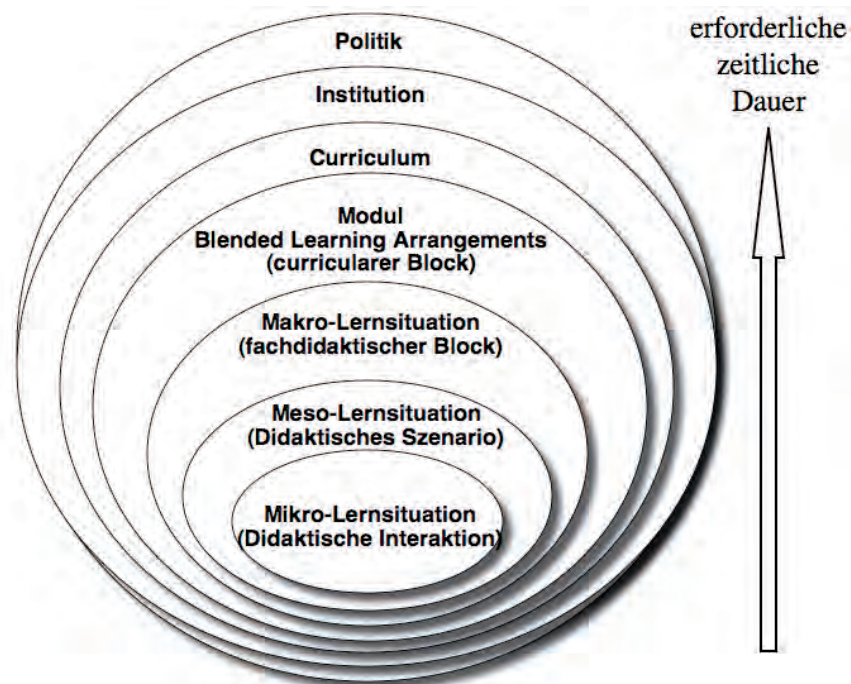 Politik
Institution
Curriculum
Modul
Blended Learning Arrangements
(curricularer Block)
Makro-Lernsituation
(fachdidaktischer Block)
Meso-Lernsituation
(Didaktisches Szenario)
Mikro-Lernsituation
(Didaktische Interaktion)
erforderliche
zeitliche
Dauer